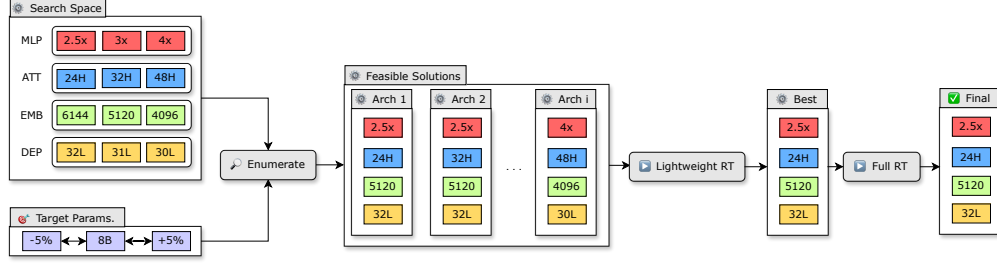 Search Space
MLP 2.5x 3x 4x
ATT 24H 32H 48H
EMB 6144 5120 4096
DEP 32L 31L 30L
Target Params.
-5% 8B +5%
Enumerate
Feasible Solutions
Arch 1 Arch 2 Arch i
2.5x 2.5x 4x
24H 32H 48H
5120 5120 ... 4096
32L 32L 30L
Lightweight RT
Best
2.5x
24H
5120
32L
Full RT
Final
2.5x
24H
5120
32L